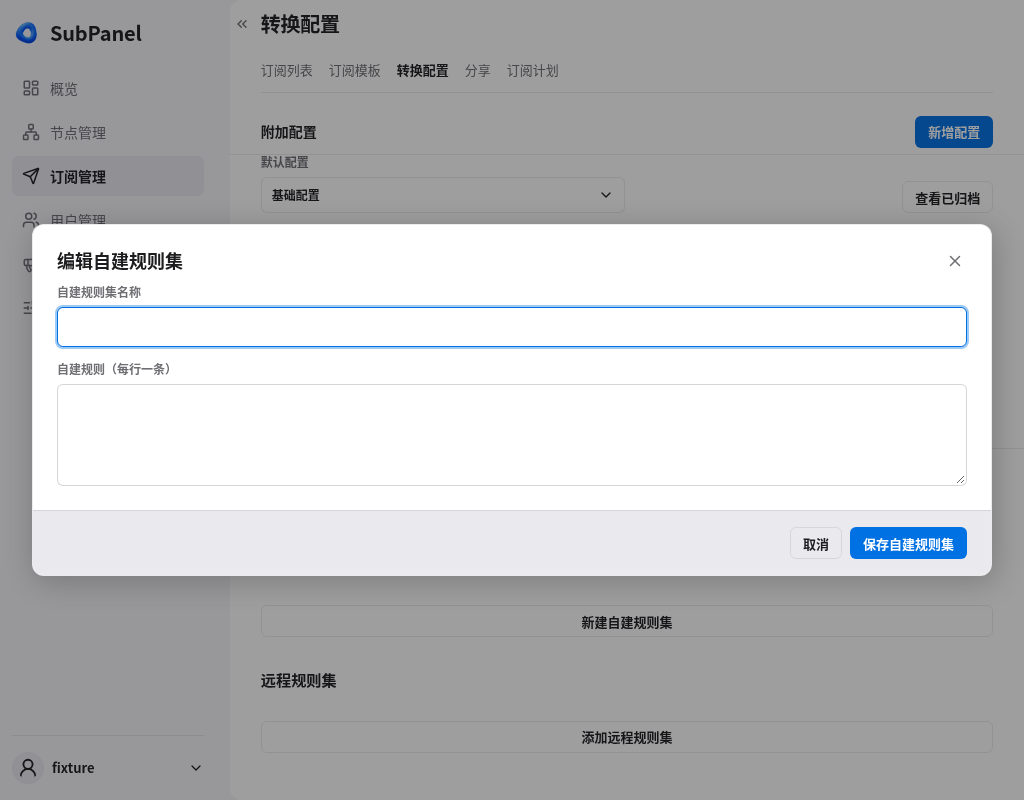 SubPanel
概览
节点管理
订阅管理
用户管理
fixture
转换配置
订阅列表 订阅模板 转换配置 分享 订阅计划
附加配置
新增配置
默认配置
基础配置
查看已归档
编辑自建规则集
自建规则集名称
自建规则（每行一条）
取消
保存自建规则集
新建自建规则集
远程规则集
添加远程规则集